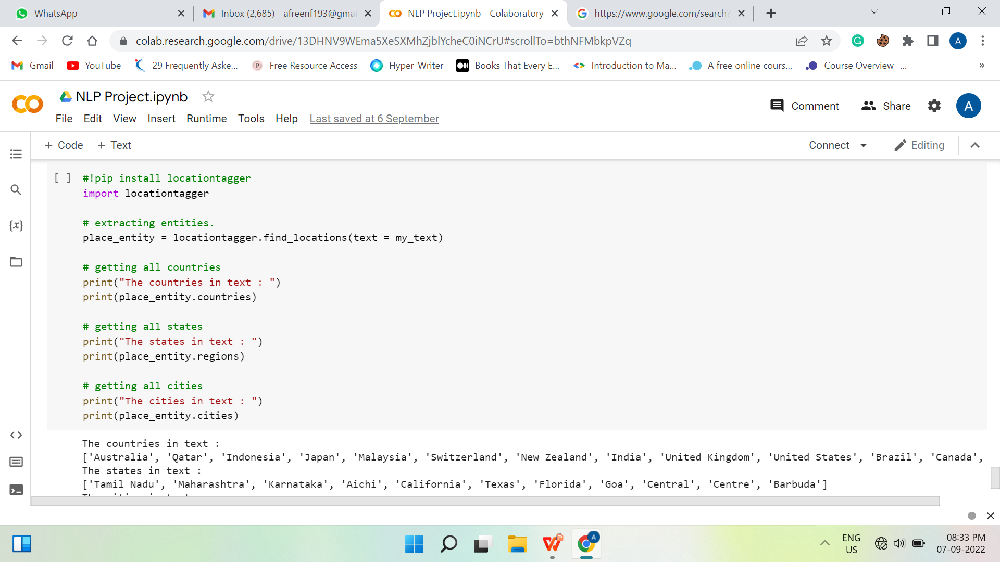 WhatsApp
Inbox (2,685) - afreenf193@gmai
NLP Project.ipynb - Colaboratory
https://www.google.com/search?
colab.research.google.com/drive/13DHNV9WEma5XeSXMhZjblYcheC0iNCrU#scrollTo=bthNFMbkpVZq
A
Gmail
YouTube
29 Frequently Aske...
Free Resource Access
Hyper-Writer
Books That Every E...
Introduction to Ma...
A free online cours...
Course Overview -...
»
NLP Project.ipynb
Comment
Share
A
File Edit View Insert Runtime Tools Help Last saved at 6 September
+ Code + Text
Connect
Editing
[ ] #!pip install locationtagger
import locationtagger
# extracting entities.
place_entity = locationtagger.find_locations(text = my_text)
# getting all countries
print("The countries in text : ")
print(place_entity.countries)
# getting all states
print("The states in text : ")
print(place_entity.regions)
# getting all cities
print("The cities in text : ")
print(place_entity.cities)
The countries in text :
['Australia', 'Qatar', 'Indonesia', 'Japan', 'Malaysia', 'Switzerland', 'New Zealand', 'India', 'United Kingdom', 'United States', 'Brazil', 'Canada',
The states in text :
['Tamil Nadu', 'Maharashtra', 'Karnataka', 'Aichi', 'California', 'Texas', 'Florida', 'Goa', 'Central', 'Centre', 'Barbuda']
The cities in text :
ENG
US
08:33 PM
07-09-2022